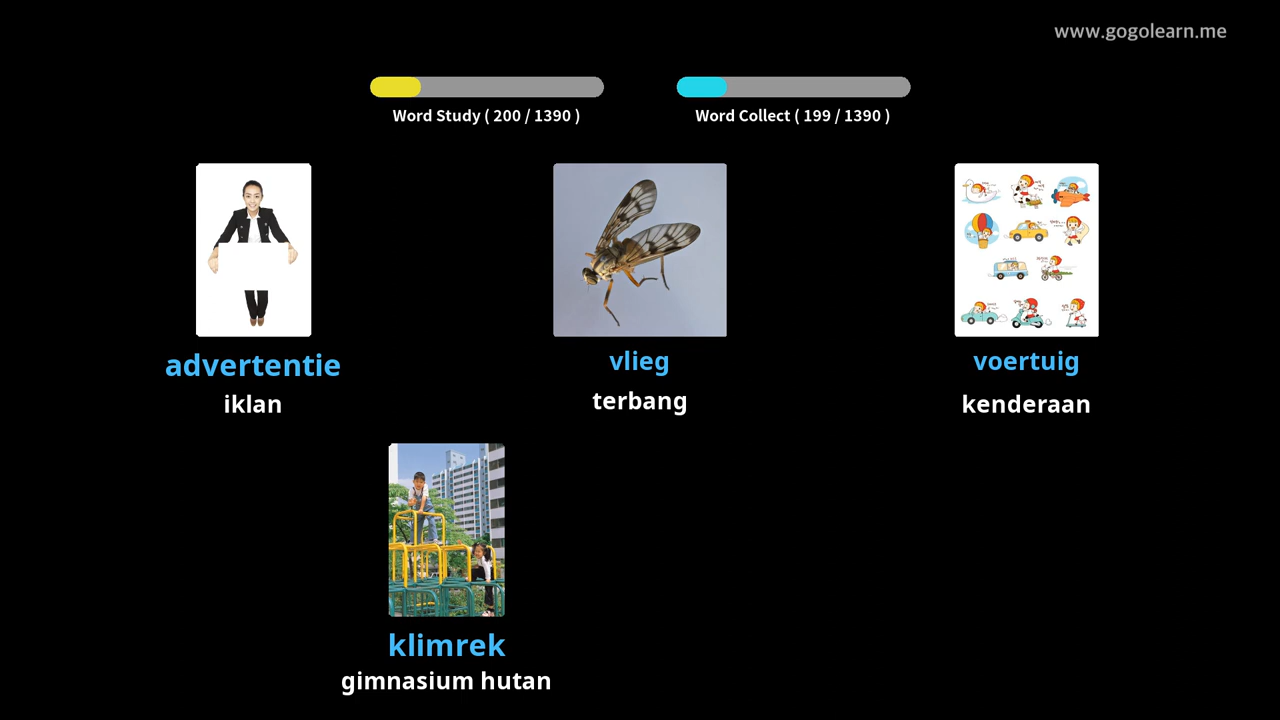 www.gogolearn.me
Word Study ( 200 / 1390 )
Word Collect ( 199 / 1390 )
advertentie
iklan
vlieg
terbang
voertuig
kenderaan
klimrek
gimnasium hutan